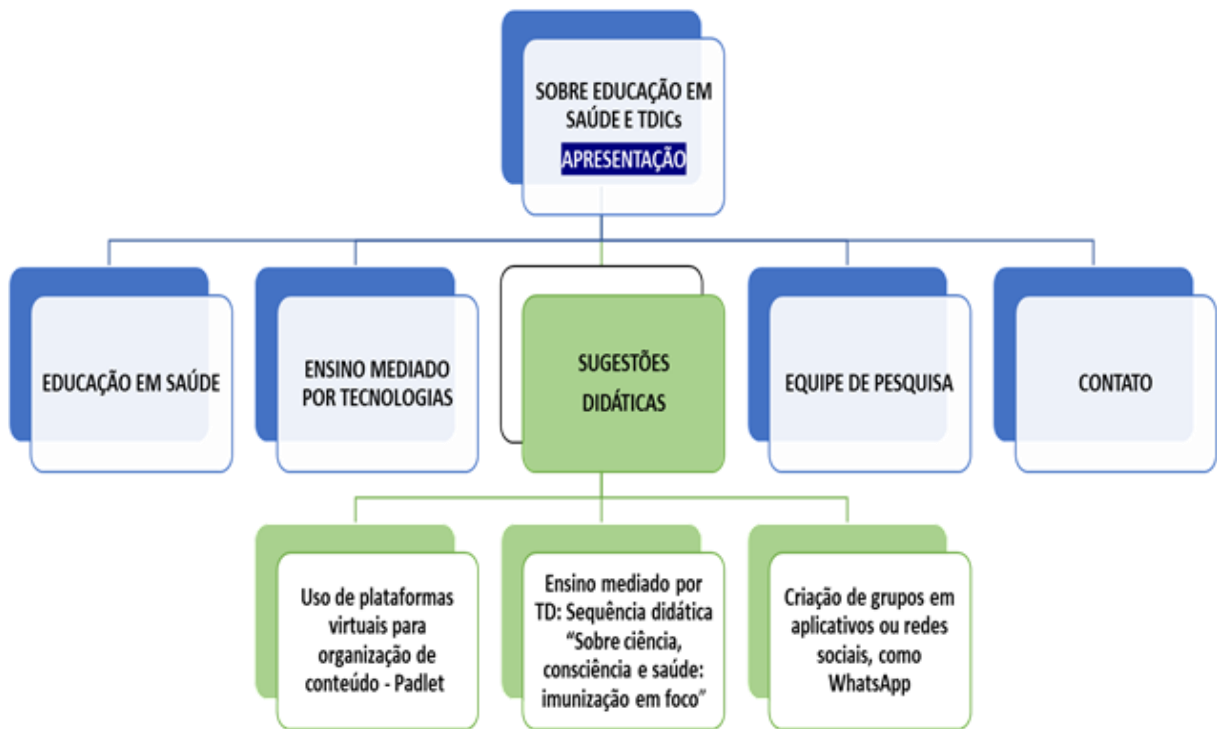 SOBRE EDUCAÇÃO EM
SAÚDE E TDICs
APRESENTAÇÃO
EDUCAÇÃO EM SAÚDE
ENSINO MEDIADO
POR TECNOLOGIAS
SUGESTÕES
DIDÁTICAS
EQUIPE DE PESQUISA
CONTATO
Uso de plataformas
virtuais para
organização de
conteúdo - Padlet
Ensino mediado por
TD: Sequência didática
“Sobre ciência,
consciência e saúde:
imunização em foco”
Criação de grupos em
aplicativos ou redes
sociais, como
WhatsApp